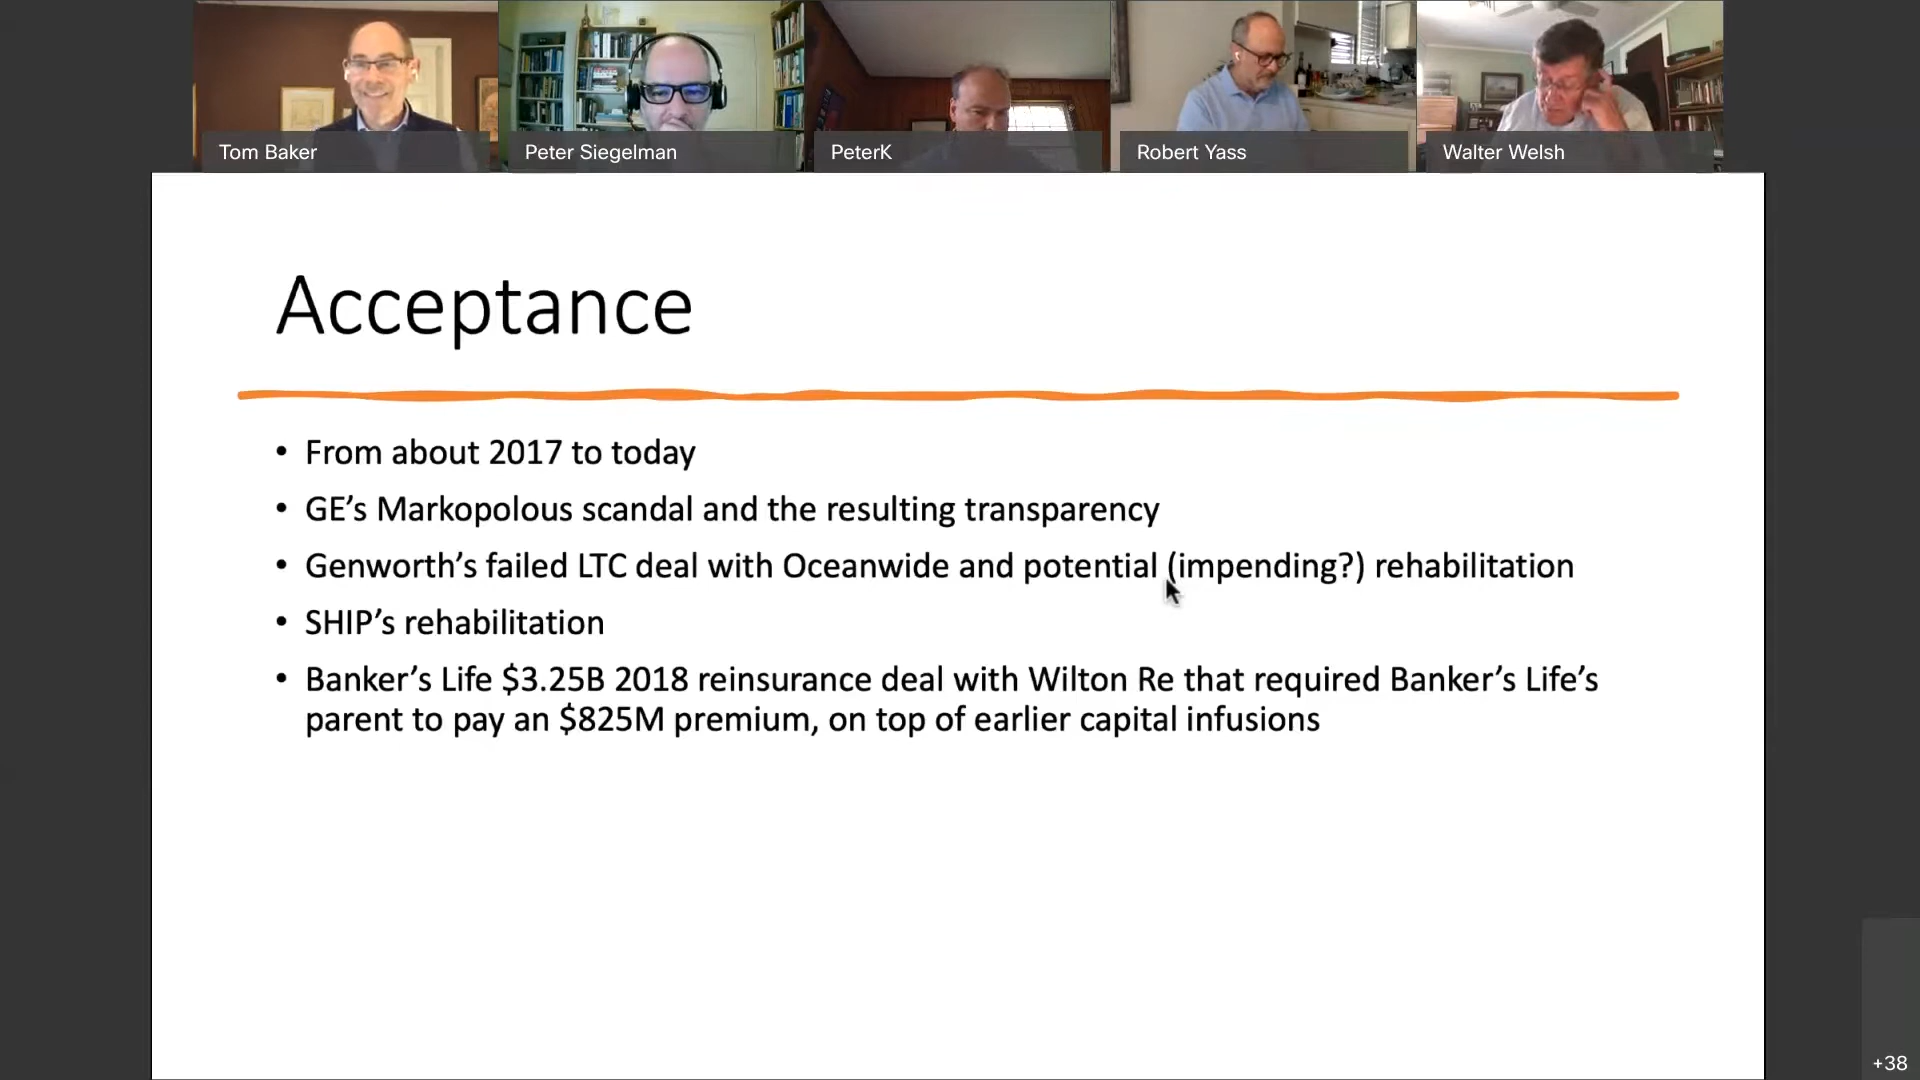 Tom Baker
Peter Siegelman
PeterK
Robert Yass
Walter Welsh
Acceptance
• From about 2017 to today
• GE’s Markopolous scandal and the resulting transparency
• Genworth’s failed LTC deal with Oceanwide and potential (impending?) rehabilitation
• SHIP’s rehabilitation
• Banker’s Life $3.25B 2018 reinsurance deal with Wilton Re that required Banker’s Life’s
parent to pay an $825M premium, on top of earlier capital infusions
+38